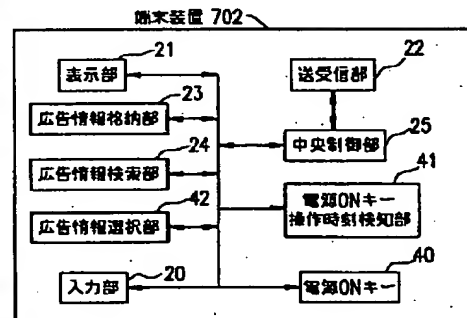 端末装置 702
21
表示部
22
送受信部
23
広告情報格納部
25
中央制御部
24
広告情報検索部
41
電源ONキー
操作時刻検知部
42
広告情報選択部
20
入力部
40
電源ONキー